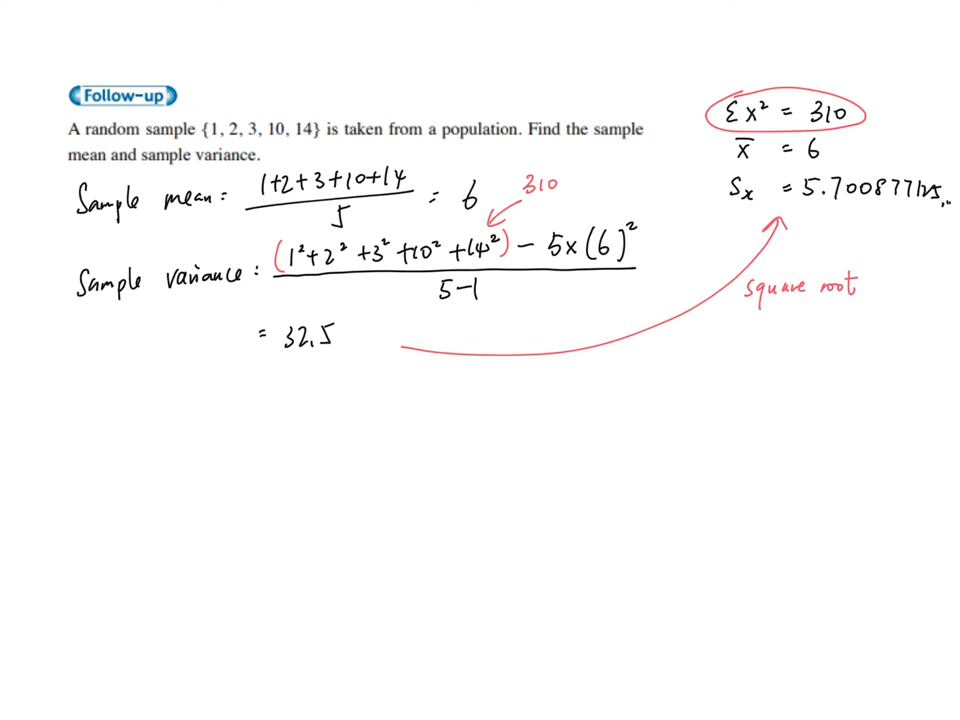 Follow-up
A random sample {1, 2, 3, 10, 14} is taken from a population. Find the sample
mean and sample variance.
Sample mean = (1+2+3+10+14)/5 = 6
310
Sample variance = ((1²+2²+3²+10²+14²) - 5×(6)²)/(5-1)
= 32.5
Σx² = 310
x̄ = 6
Sx = 5.700877125...
square root